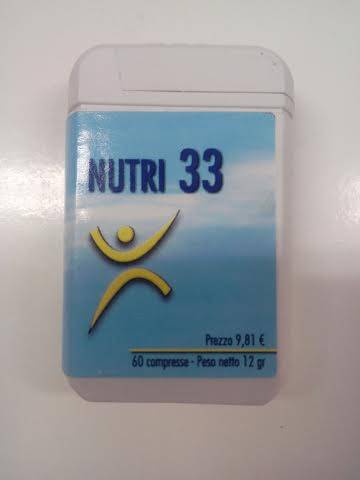 NUTRI 33
Prezzo 9,81 €
60 compresse - Peso netto 12 gr